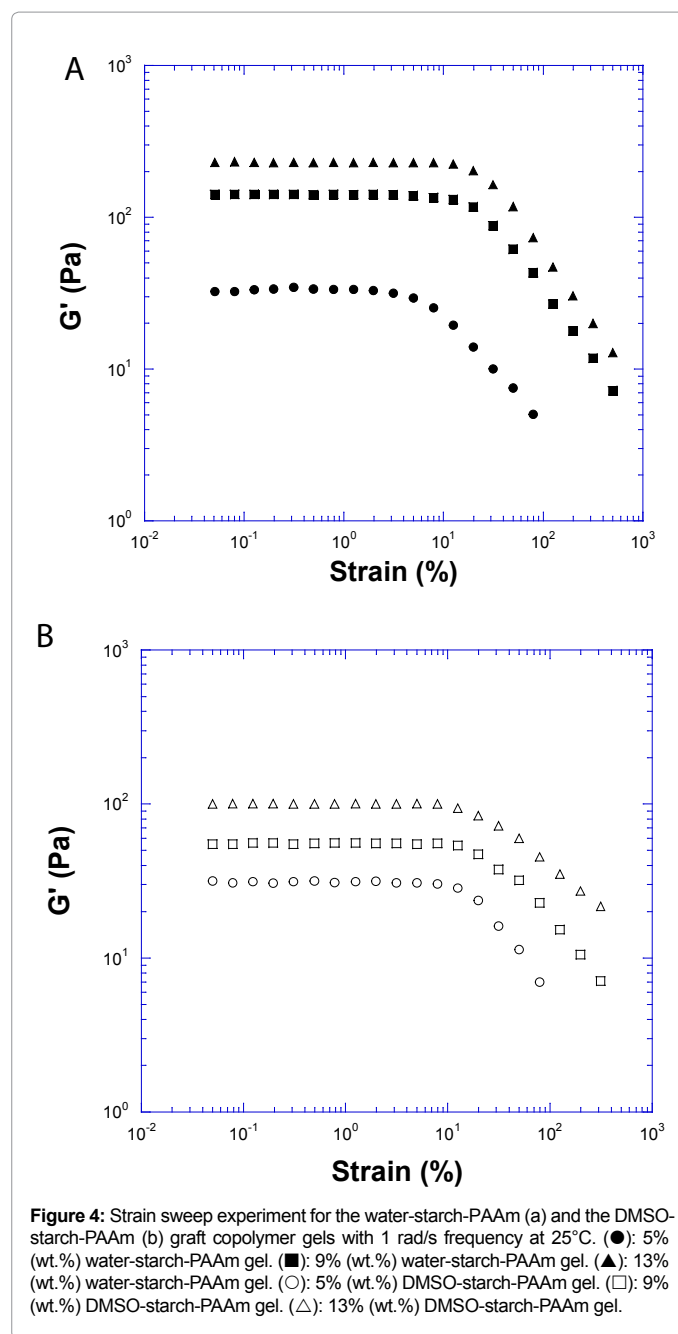 A
10³
10²
10¹
10⁰
G' (Pa)
10⁻² 10⁻¹ 10⁰ 10¹ 10² 10³
Strain (%)
B
10³
10²
10¹
10⁰
G' (Pa)
10⁻² 10⁻¹ 10⁰ 10¹ 10² 10³
Strain (%)
Figure 4: Strain sweep experiment for the water-starch-PAAm (a) and the DMSO-
starch-PAAm (b) graft copolymer gels with 1 rad/s frequency at 25°C. (●): 5%
(wt.%) water-starch-PAAm gel. (■): 9% (wt.%) water-starch-PAAm gel. (▲): 13%
(wt.%) water-starch-PAAm gel. (○): 5% (wt.%) DMSO-starch-PAAm gel. (□): 9%
(wt.%) DMSO-starch-PAAm gel. (△): 13% (wt.%) DMSO-starch-PAAm gel.